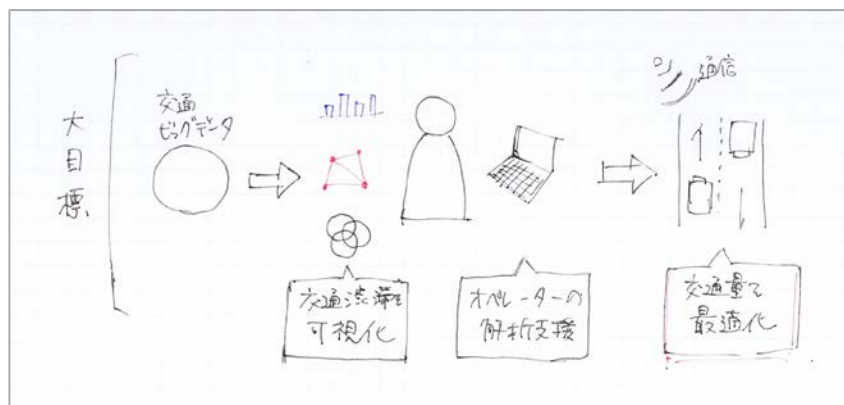 大目標
交通
ビッグデータ
通信
交通渋滞を
可視化
オペレーターの
解析支援
交通量を
最適化